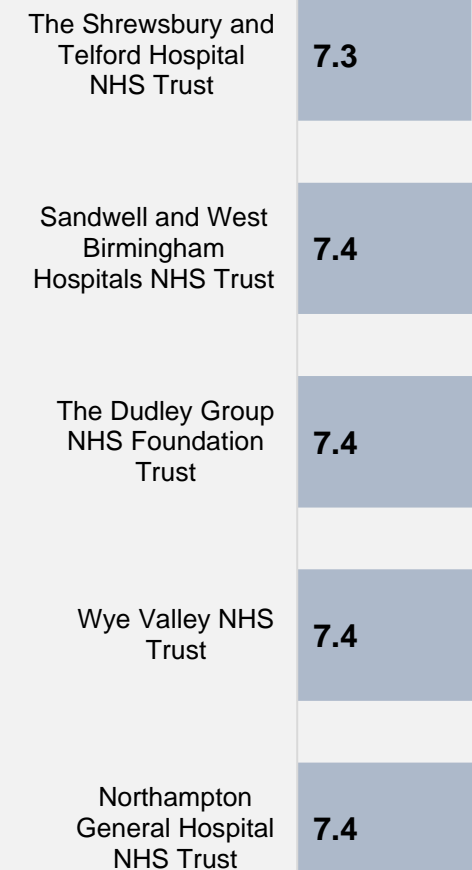 The Shrewsbury and
Telford Hospital
NHS Trust
7.3
Sandwell and West
Birmingham
Hospitals NHS Trust
7.4
The Dudley Group
NHS Foundation
Trust
7.4
Wye Valley NHS
Trust
7.4
Northampton
General Hospital
NHS Trust
7.4